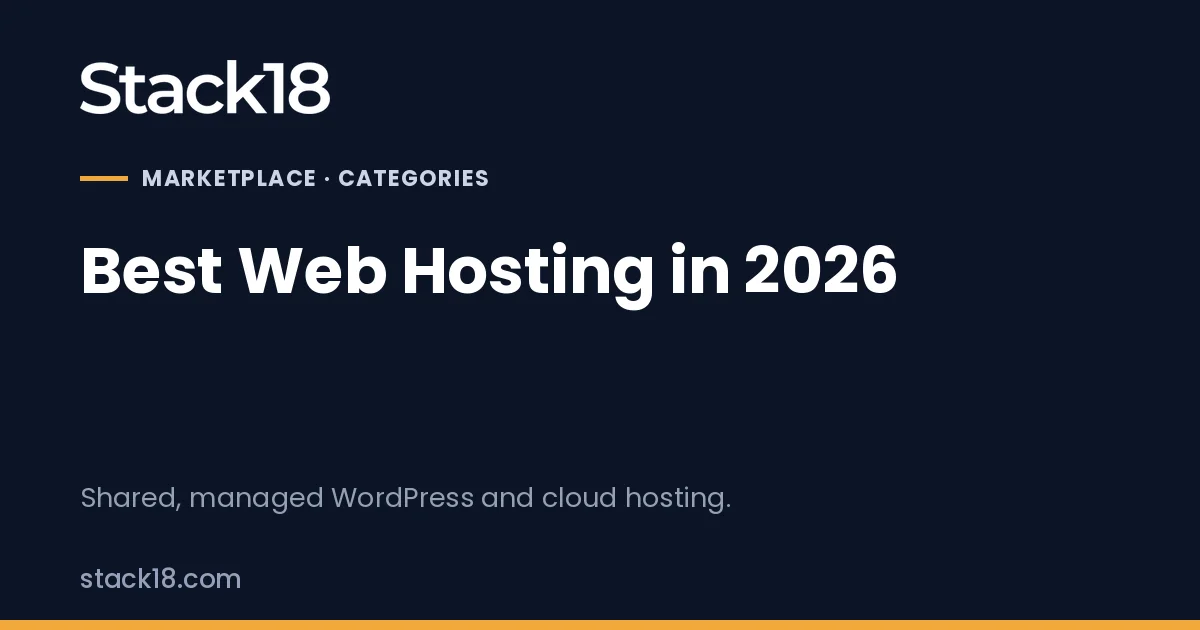 Stack18
MARKETPLACE · CATEGORIES
Best Web Hosting in 2026
Shared, managed WordPress and cloud hosting.
stack18.com